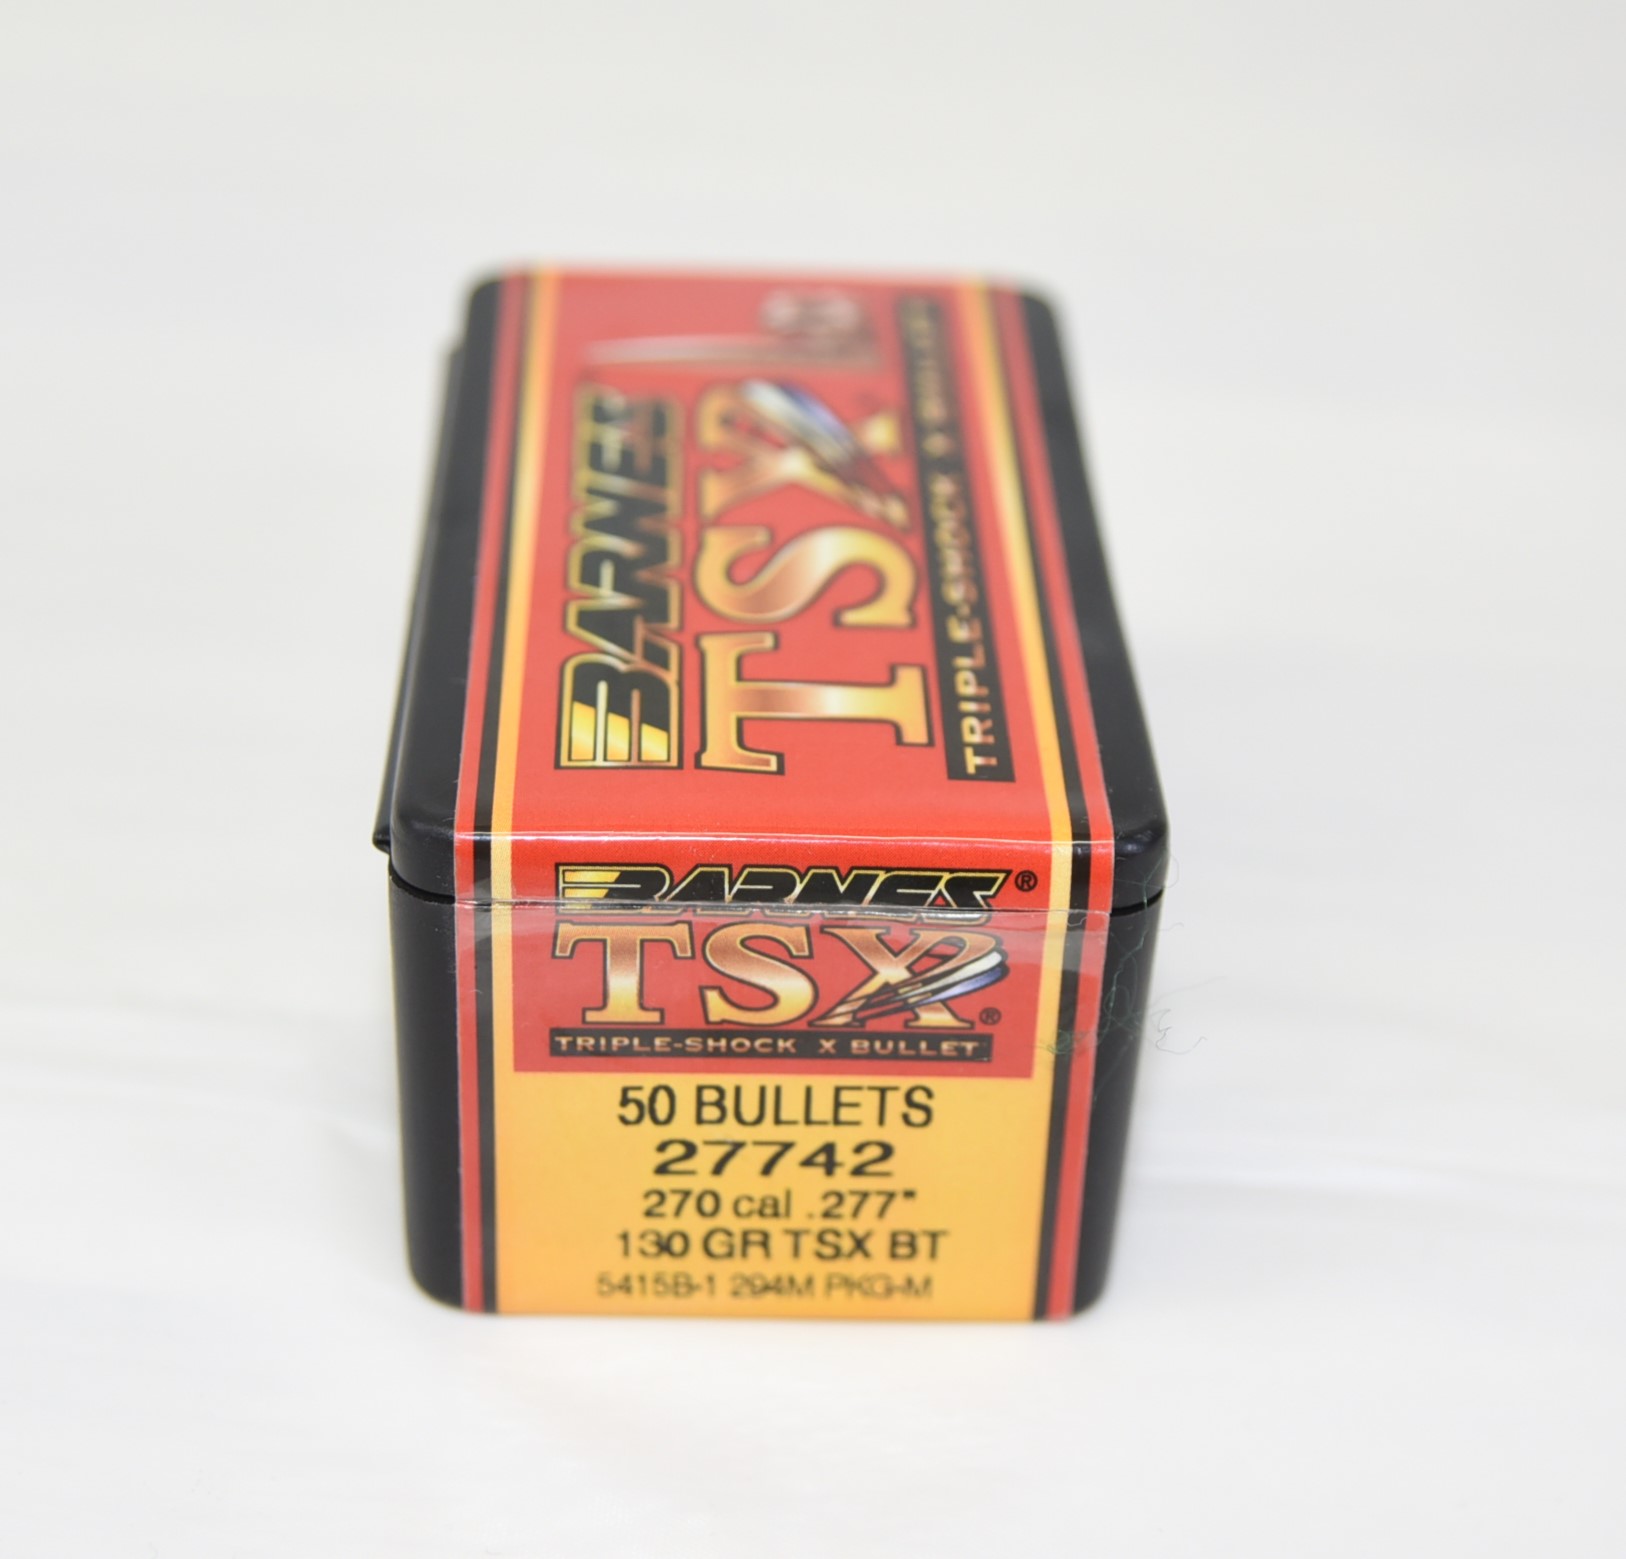 BARNES
TSX
TRIPLE-SHOCK X BULLET
BARNES®
TSX®
TRIPLE-SHOCK X BULLET
50 BULLETS
27742
270 cal .277"
130 GR TSX BT
5415B-1 294M PKG-M